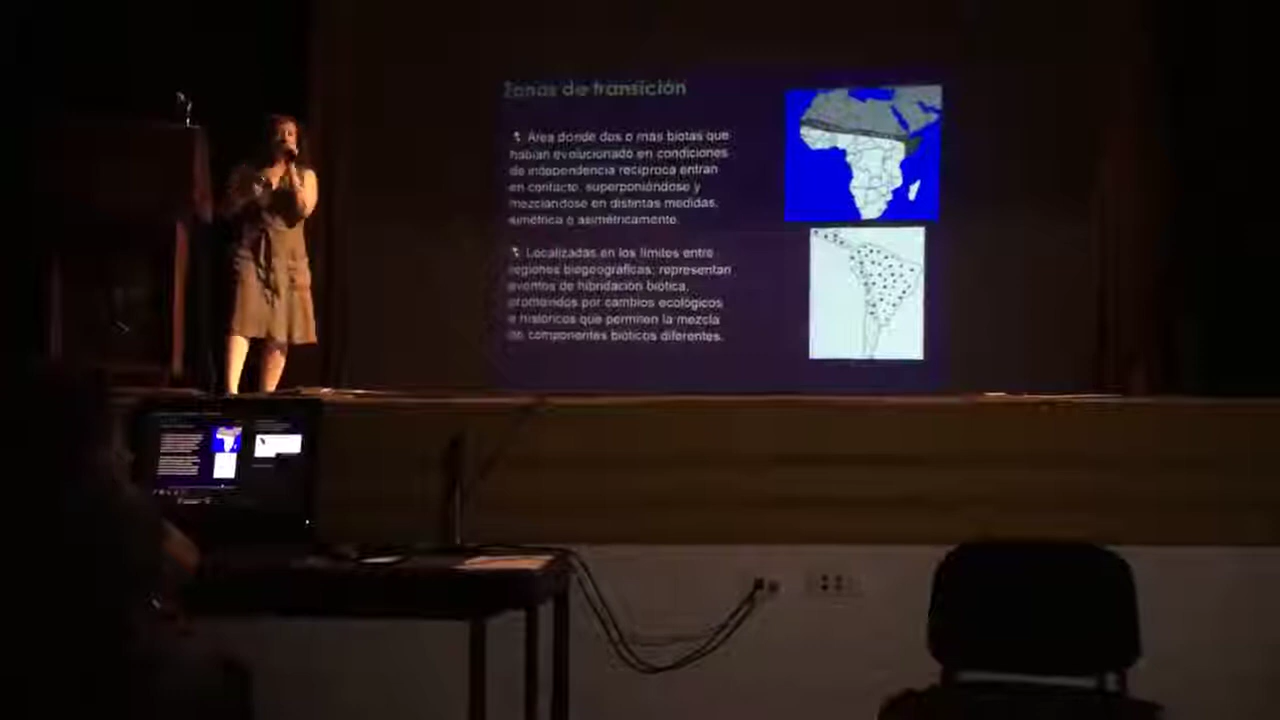 Zonas de transición
Área donde dos o más biotas que
habían evolucionado en condiciones
de independencia recíproca entran
en contacto, superponiéndose y
mezclándose en distintas medidas,
simétrica o asimétricamente.
Localizadas en los límites entre
regiones biogeográficas; representan
eventos de hibridación biótica,
promovidos por cambios ecológicos
e históricos que permiten la mezcla
de componentes bióticos diferentes.